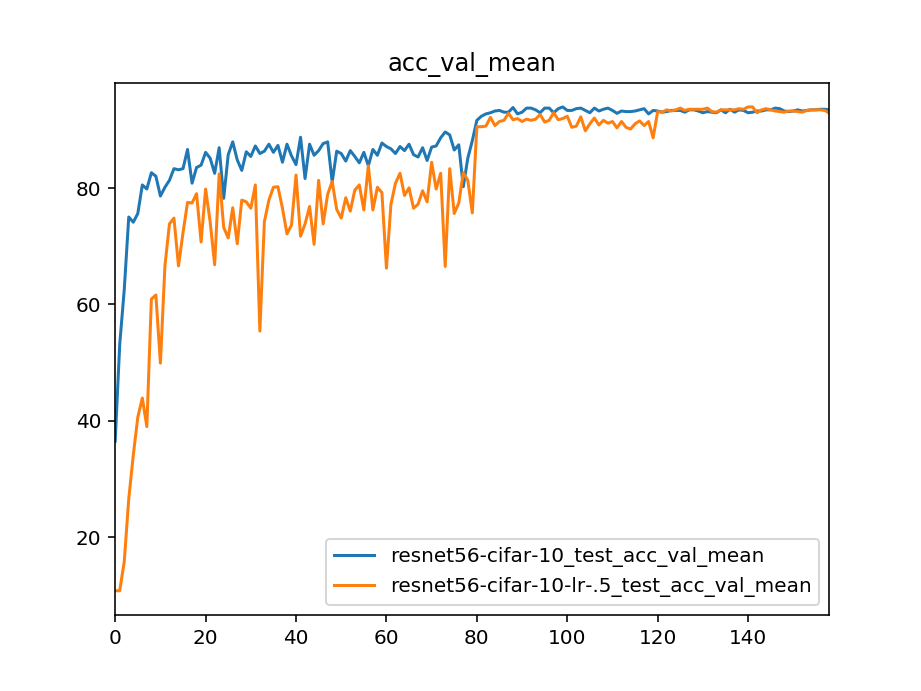 acc_val_mean
80
60
40
20
resnet56-cifar-10_test_acc_val_mean
resnet56-cifar-10-lr-.5_test_acc_val_mean
0 20 40 60 80 100 120 140